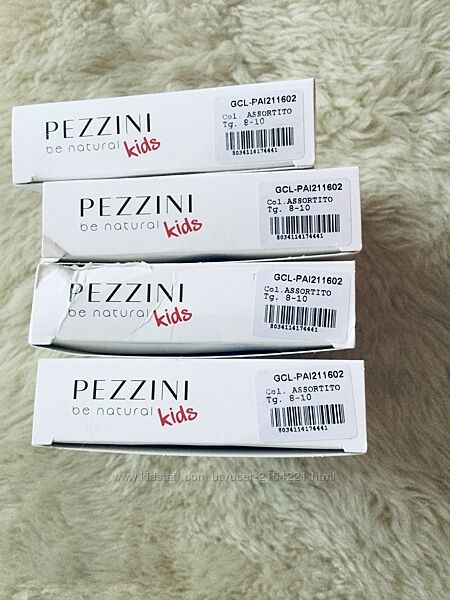 PEZZINI
be natural kids
GCL-PAI211602
Col. ASSORTITO
Tg. 8-10
8034114174441
PEZZINI
be natural kids
GCL-PAI211602
Col. ASSORTITO
Tg. 8-10
8034114174441
PEZZINI
be natural kids
GCL-PAI211602
Col. ASSORTITO
Tg. 8-10
8034114174441
PEZZINI
be natural kids
GCL-PAI211602
Col. ASSORTITO
Tg. 8-10
8034114174441
www.kidstaff.com.ua/user-2154221.html